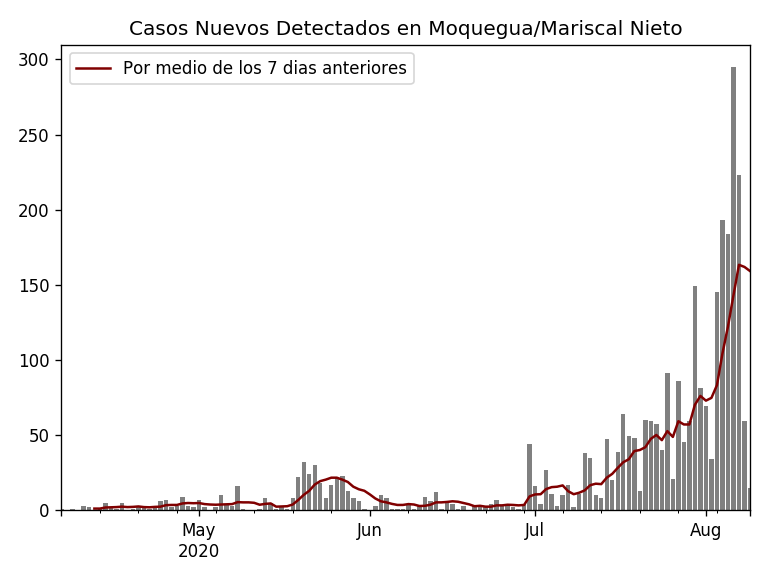 Casos Nuevos Detectados en Moquegua/Mariscal Nieto
Por medio de los 7 dias anteriores
300
250
200
150
100
50
0
May Jun Jul Aug
2020